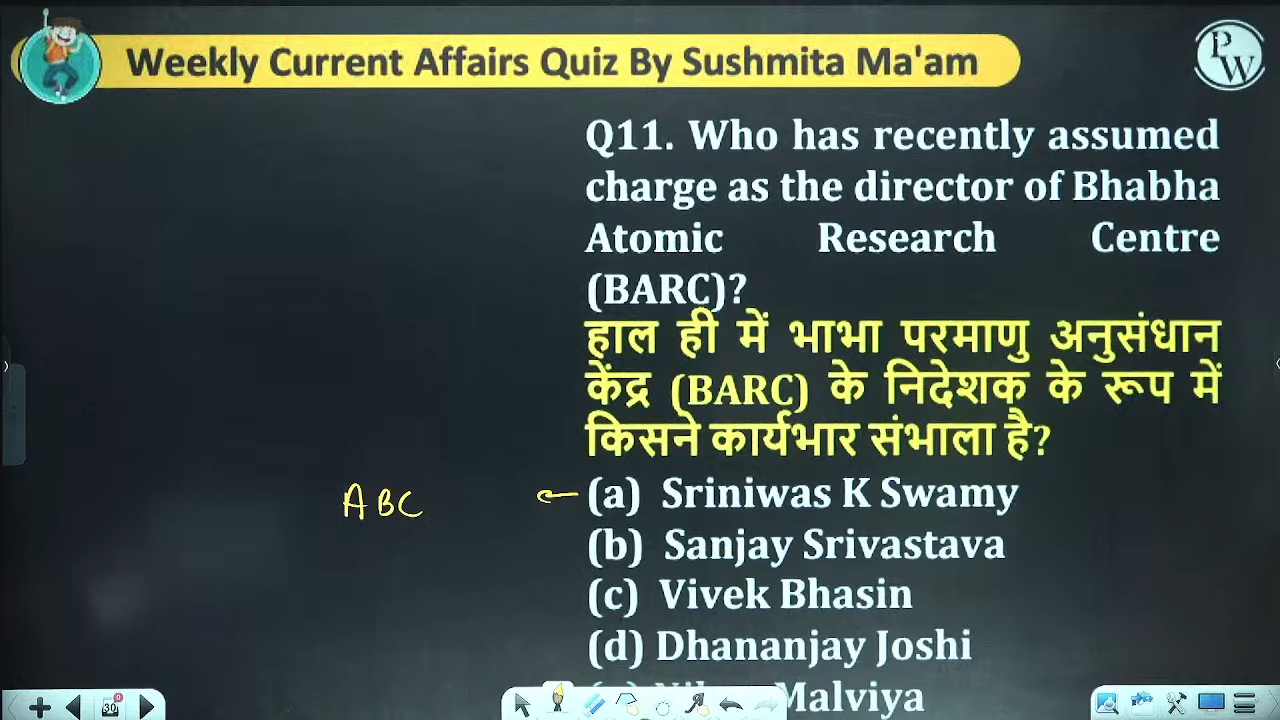 Weekly Current Affairs Quiz By Sushmita Ma'am
PW
Q11. Who has recently assumed
charge as the director of Bhabha
Atomic Research Centre
(BARC)?
हाल ही में भाभा परमाणु अनुसंधान
केंद्र (BARC) के निदेशक के रूप में
किसने कार्यभार संभाला है?
ABC
(a) Sriniwas K Swamy
(b) Sanjay Srivastava
(c) Vivek Bhasin
(d) Dhananjay Joshi
Malviya
30
0